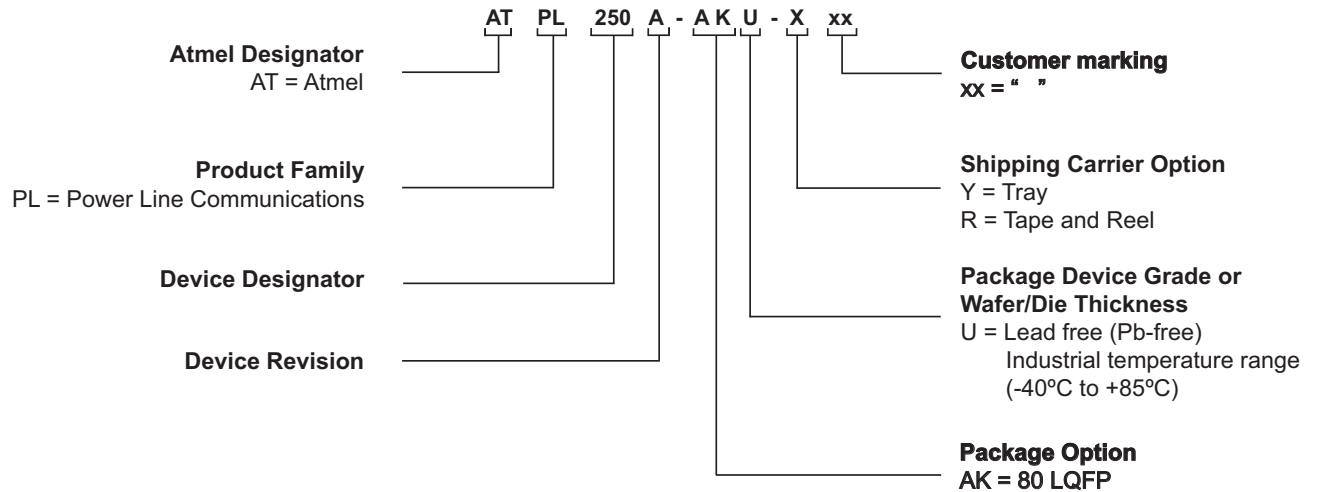 AT PL 250 A - A K U - X xx
Atmel Designator
AT = Atmel
Product Family
PL = Power Line Communications
Device Designator
Device Revision
Customer marking
xx = “ ”
Shipping Carrier Option
Y = Tray
R = Tape and Reel
Package Device Grade or
Wafer/Die Thickness
U = Lead free (Pb-free)
Industrial temperature range
(-40ºC to +85ºC)
Package Option
AK = 80 LQFP